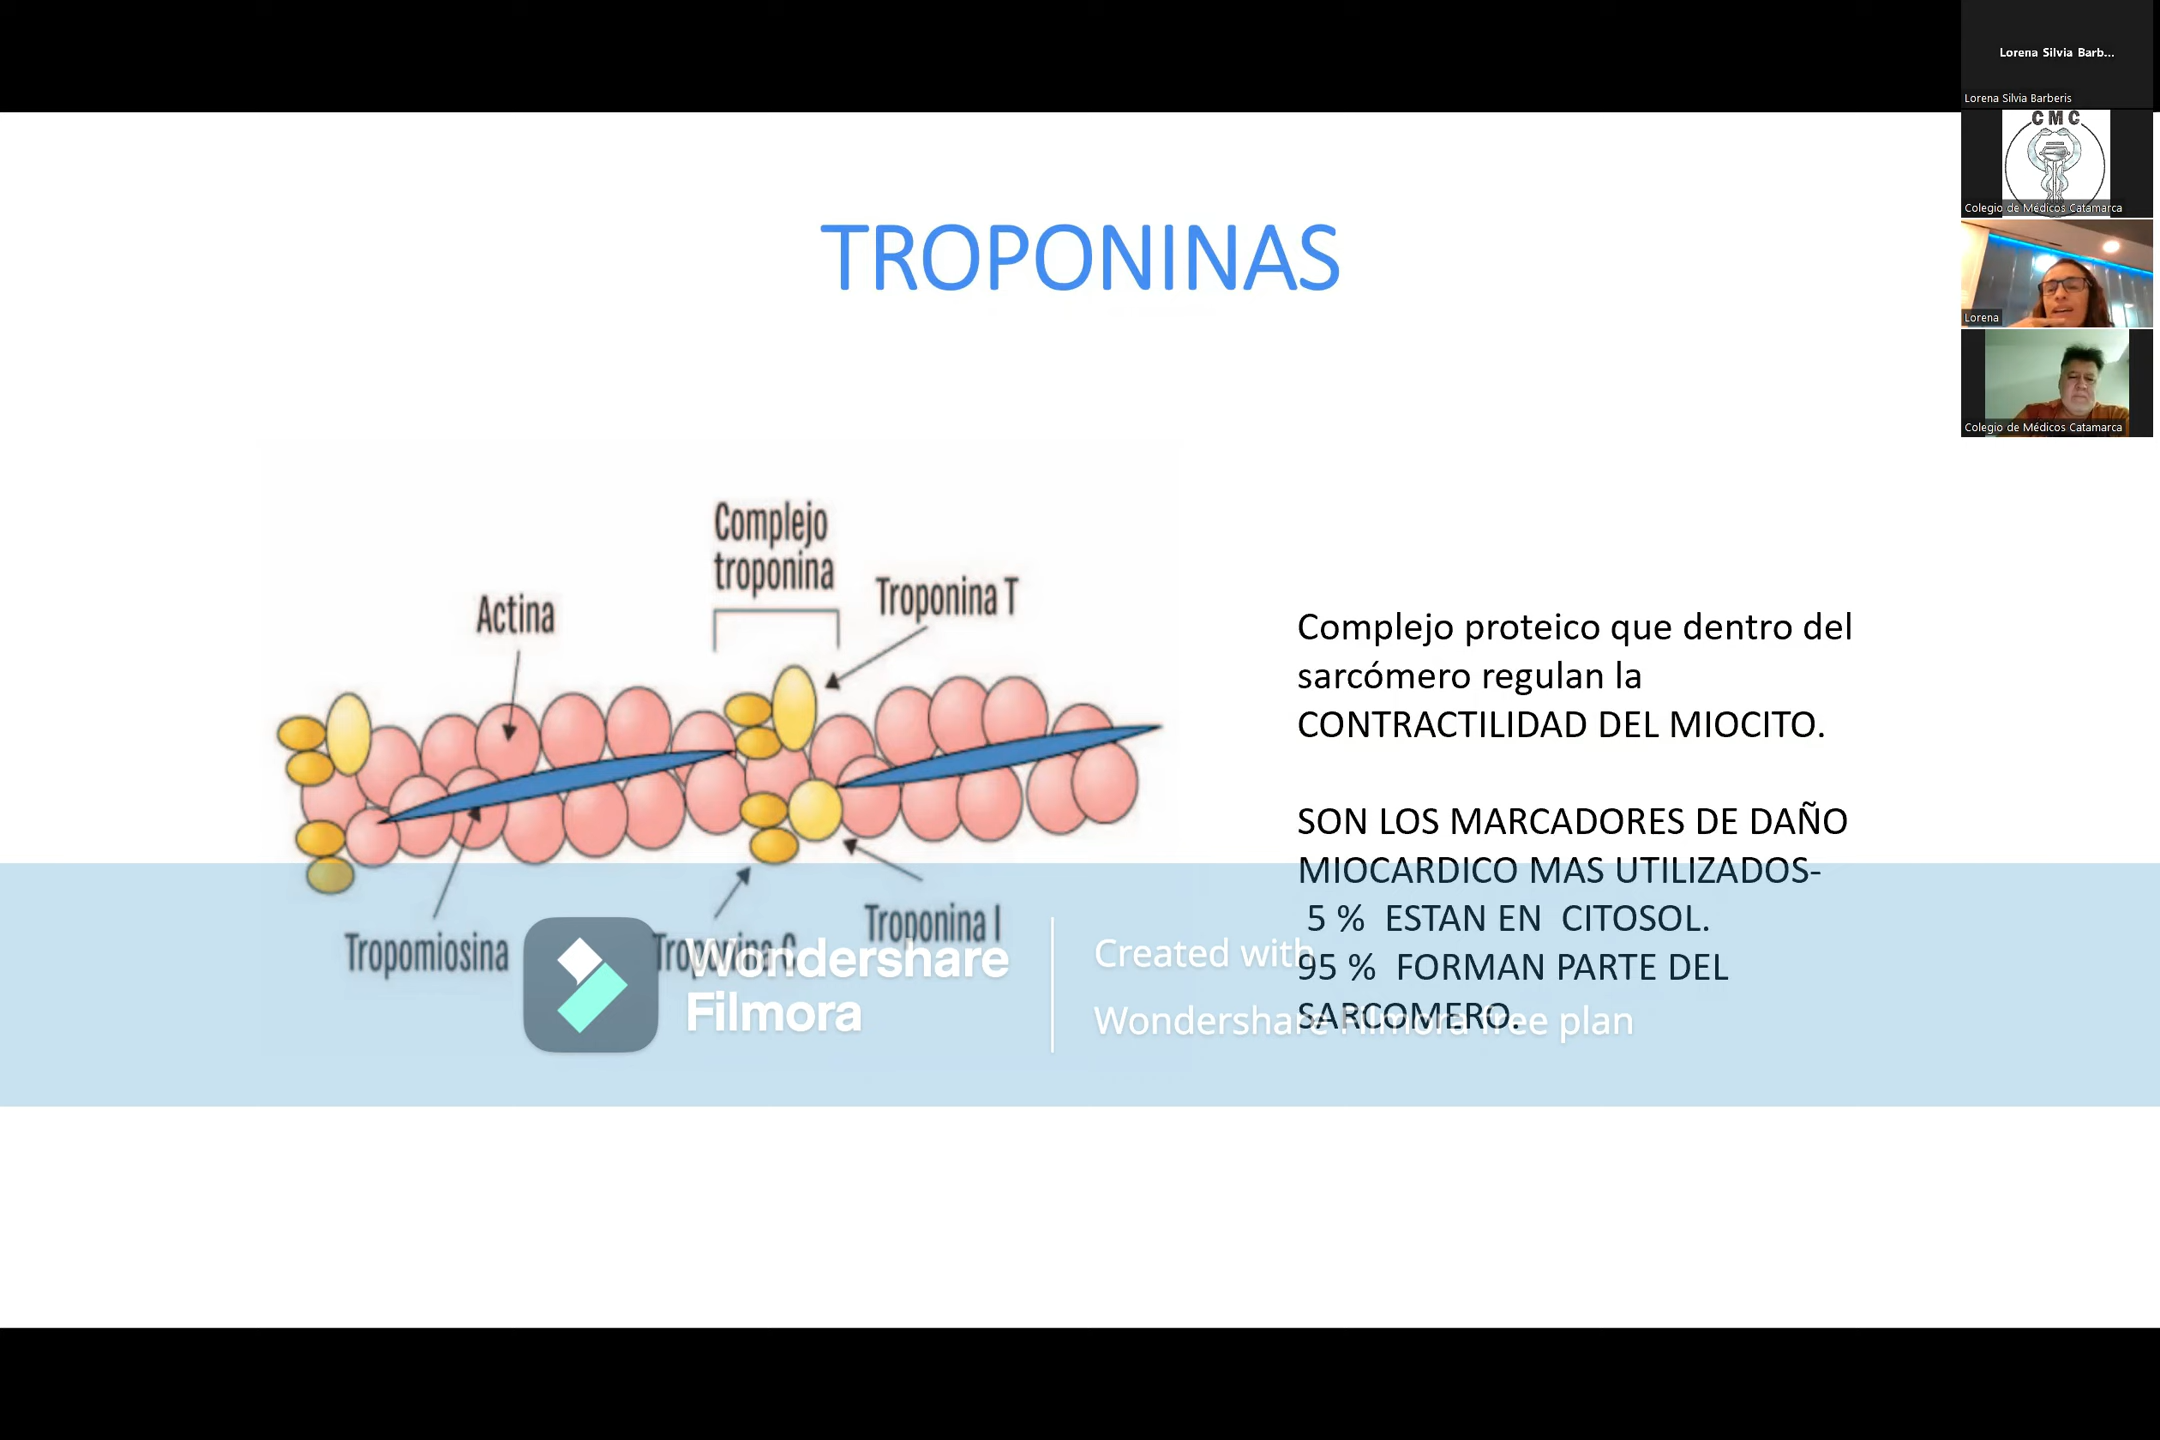 Lorena Silvia Barb...
Lorena Silvia Barberis
CMC
Colegio de Médicos Catamarca
Lorena
Colegio de Médicos Catamarca
TROPONINAS
Complejo
troponina
Troponina T
Actina
Tropomiosina
Troponina C
Troponina I
Complejo proteico que dentro del
sarcómero regulan la
CONTRACTILIDAD DEL MIOCITO.
SON LOS MARCADORES DE DAÑO
MIOCARDICO MAS UTILIZADOS-
5 % ESTAN EN CITOSOL.
95 % FORMAN PARTE DEL
SARCOMERO.
Wondershare
Filmora
Created with
Wondershare Filmora free plan